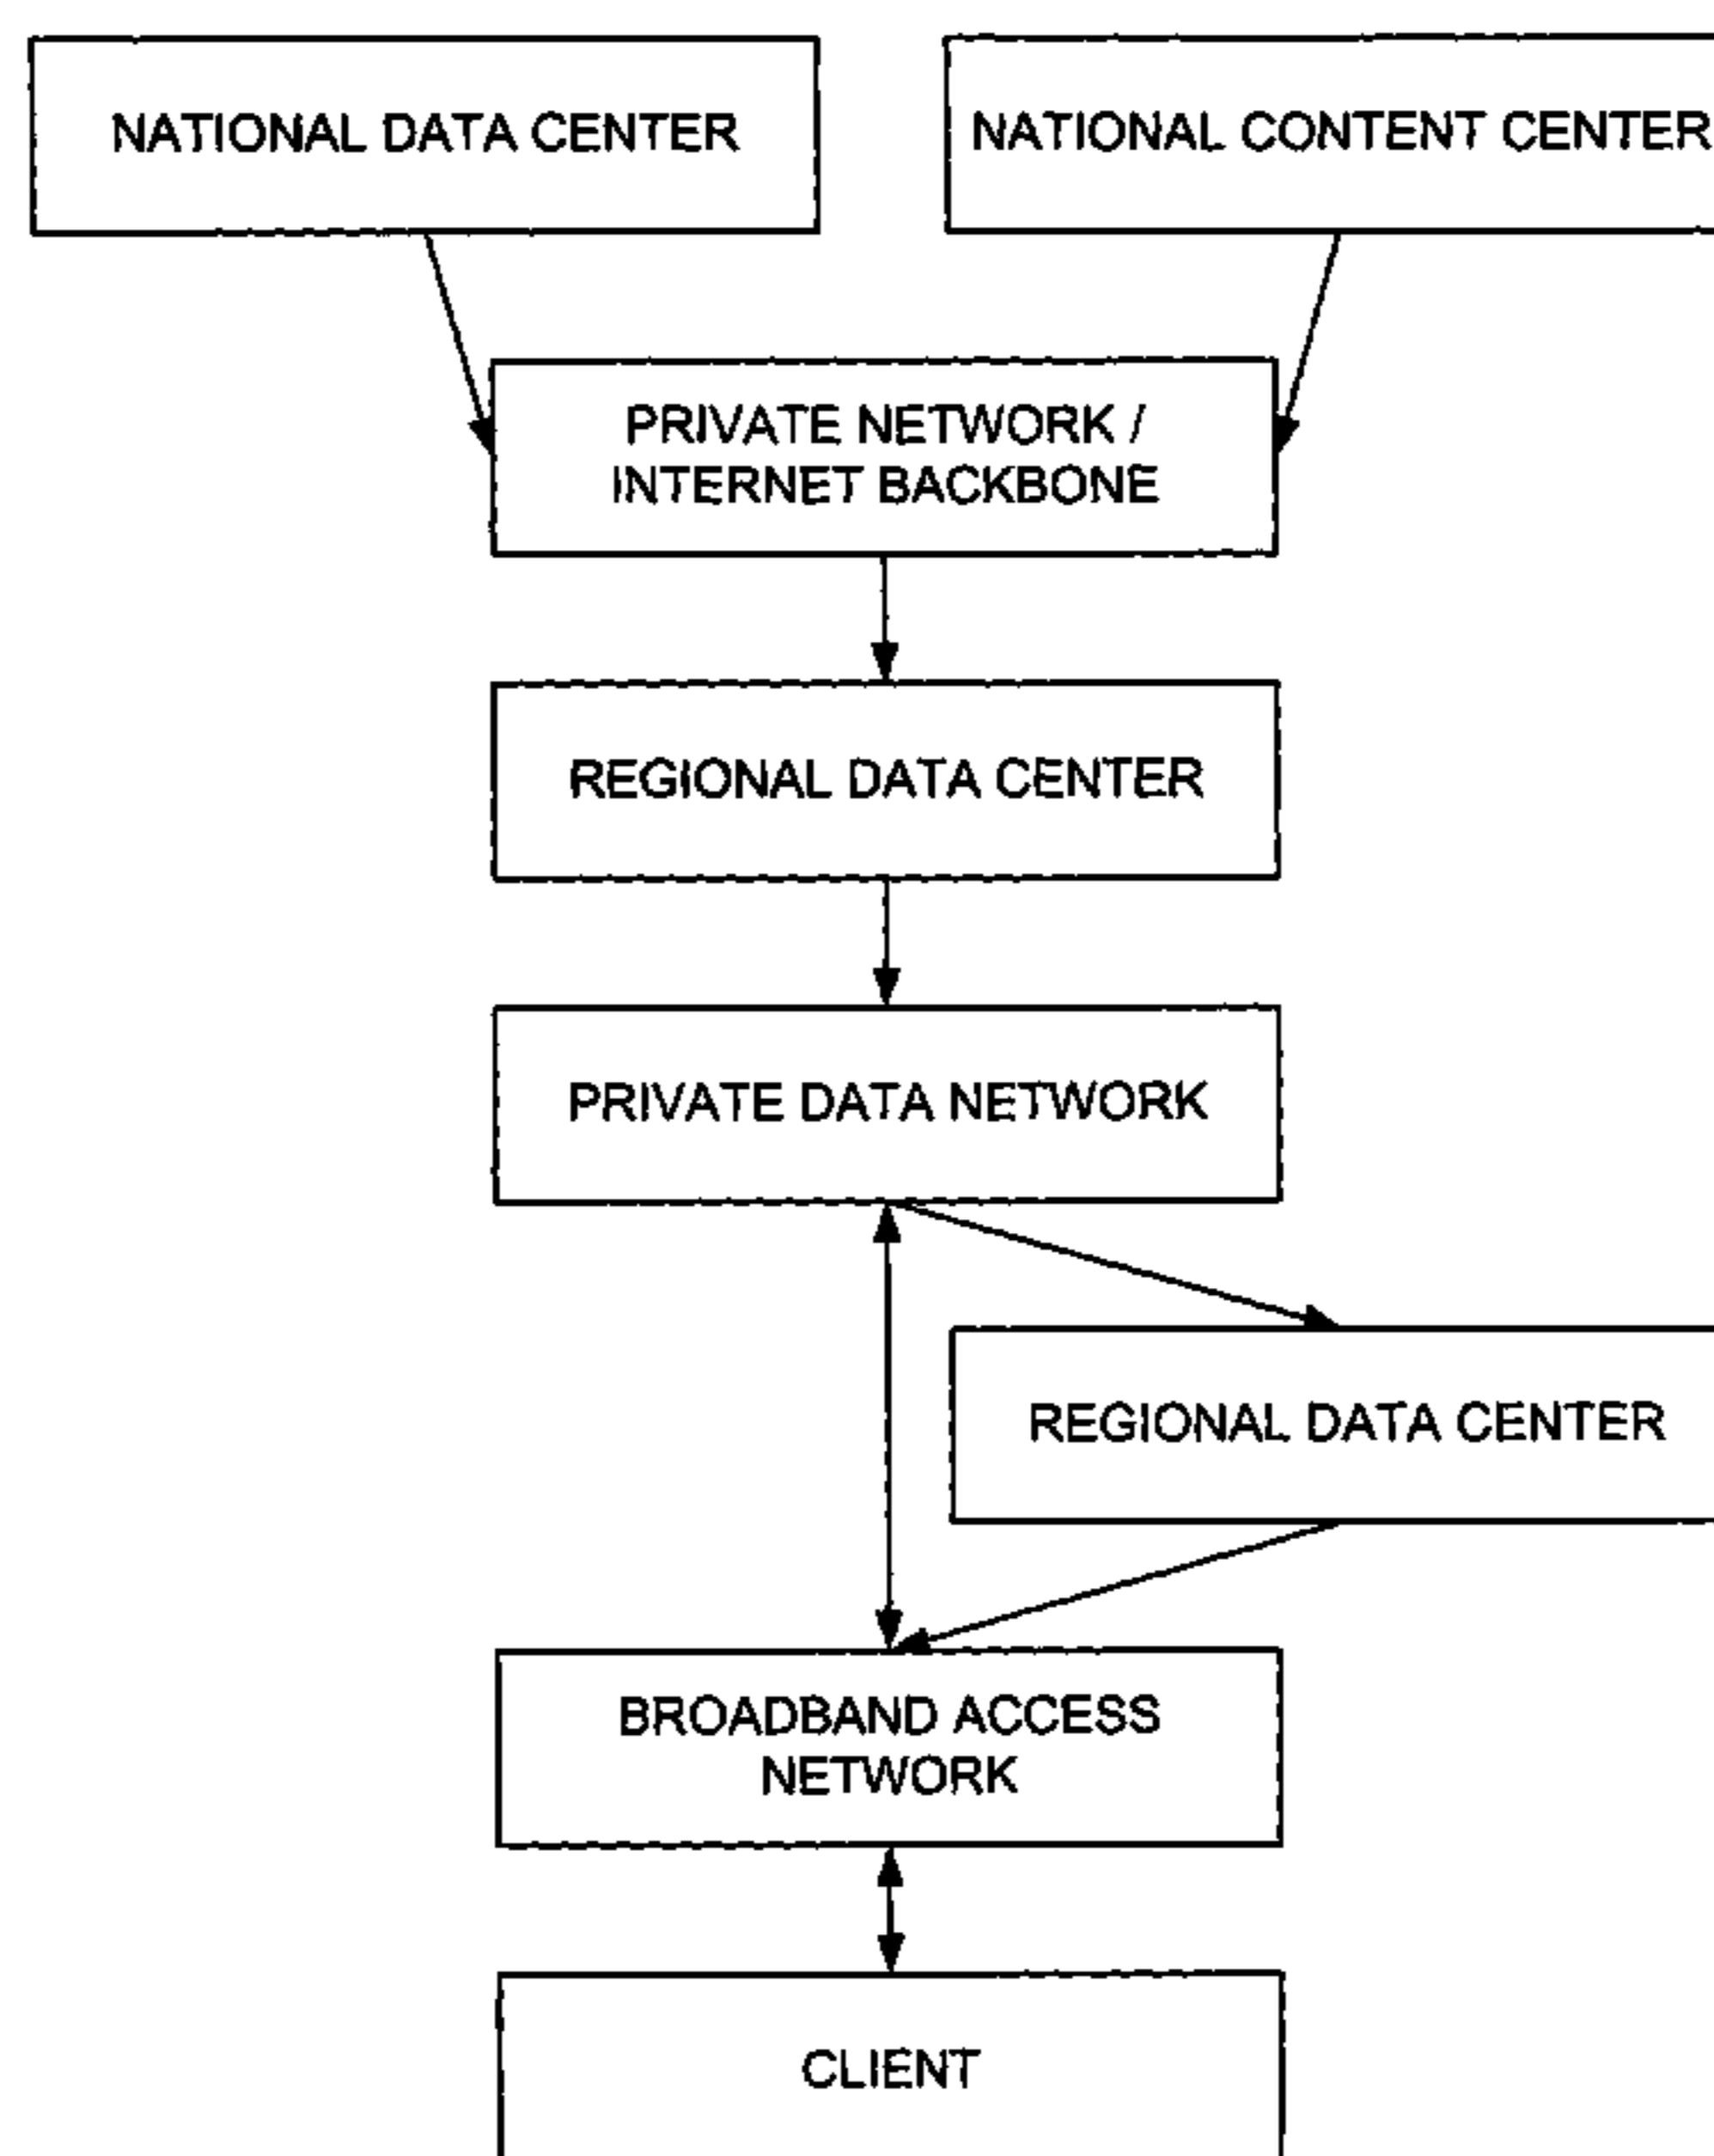 NATIONAL DATA CENTER
NATIONAL CONTENT CENTER
PRIVATE NETWORK /
INTERNET BACKBONE
REGIONAL DATA CENTER
PRIVATE DATA NETWORK
REGIONAL DATA CENTER
BROADBAND ACCESS
NETWORK
CLIENT